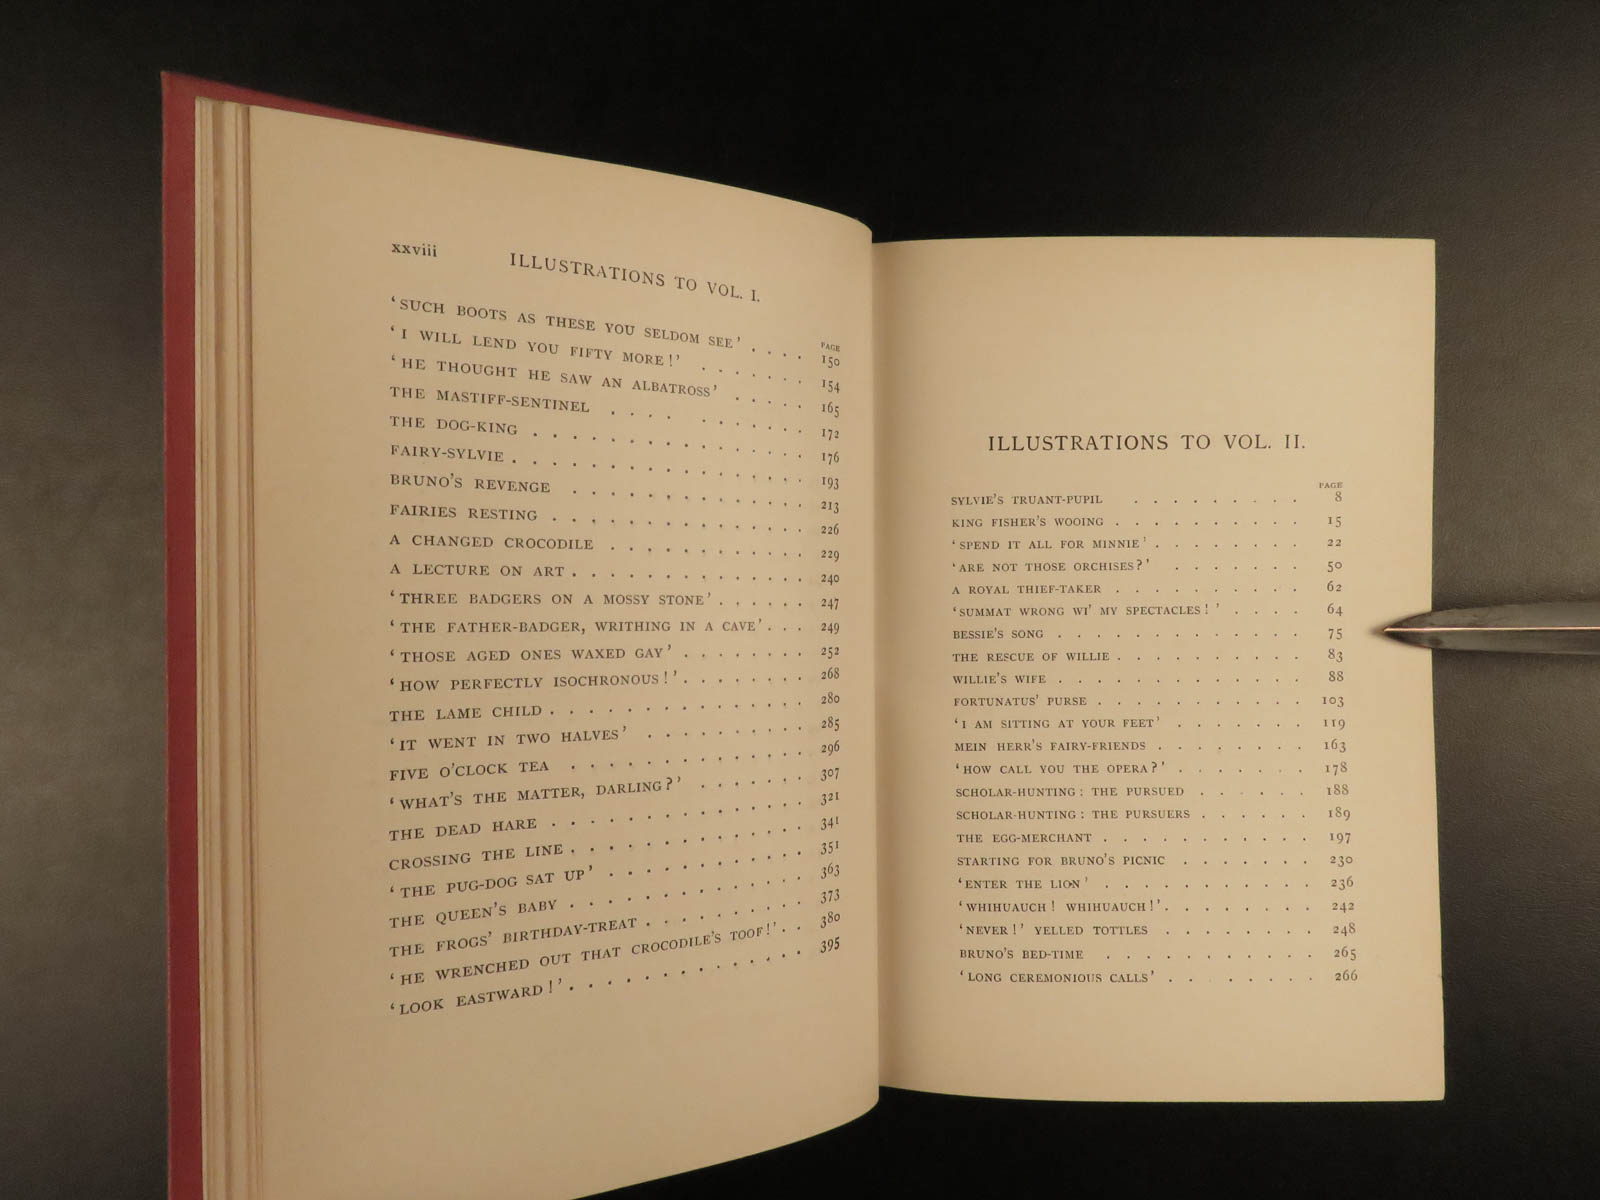 xxviii ILLUSTRATIONS TO VOL. I.
PAGE
'SUCH BOOTS AS THESE YOU SELDOM SEE' . . . . 150
'I WILL LEND YOU FIFTY MORE!' . . . . . . . 154
'HE THOUGHT HE SAW AN ALBATROSS' . . . . . 165
THE MASTIFF-SENTINEL . . . . . . . . . . . 172
THE DOG-KING . . . . . . . . . . . . . . 176
FAIRY-SYLVIE . . . . . . . . . . . . . . . 193
BRUNO'S REVENGE . . . . . . . . . . . . 213
FAIRIES RESTING . . . . . . . . . . . . . 226
A CHANGED CROCODILE . . . . . . . . . . . 229
A LECTURE ON ART . . . . . . . . . . . . . 240
'THREE BADGERS ON A MOSSY STONE' . . . . . . 247
'THE FATHER-BADGER, WRITHING IN A CAVE' . . . 249
'THOSE AGED ONES WAXED GAY' . . . . . . . . 252
'HOW PERFECTLY ISOCHRONOUS!' . . . . . . . . 268
THE LAME CHILD . . . . . . . . . . . . . . 280
'IT WENT IN TWO HALVES' . . . . . . . . . 285
FIVE O'CLOCK TEA . . . . . . . . . . . . 296
'WHAT'S THE MATTER, DARLING?' . . . . . . . 307
THE DEAD HARE . . . . . . . . . . . . . 321
CROSSING THE LINE . . . . . . . . . . . . 341
'THE PUG-DOG SAT UP' . . . . . . . . . . . 351
THE QUEEN'S BABY . . . . . . . . . . . . 363
THE FROGS' BIRTHDAY-TREAT . . . . . . . . . 373
'HE WRENCHED OUT THAT CROCODILE'S TOOF!' . . 380
'LOOK EASTWARD!' . . . . . . . . . . . . . 395
ILLUSTRATIONS TO VOL. II.
PAGE
SYLVIE'S TRUANT-PUPIL . . . . . . . . . 8
KING FISHER'S WOOING . . . . . . . . . . 15
'SPEND IT ALL FOR MINNIE' . . . . . . . . 22
'ARE NOT THOSE ORCHISES?' . . . . . . . 50
A ROYAL THIEF-TAKER . . . . . . . . . . 62
'SUMMAT WRONG WI' MY SPECTACLES!' . . . . 64
BESSIE'S SONG . . . . . . . . . . . . . 75
THE RESCUE OF WILLIE . . . . . . . . . . 83
WILLIE'S WIFE . . . . . . . . . . . . . 88
FORTUNATUS' PURSE . . . . . . . . . . . 103
'I AM SITTING AT YOUR FEET' . . . . . . . 119
MEIN HERR'S FAIRY-FRIENDS . . . . . . . . 163
'HOW CALL YOU THE OPERA?' . . . . . . . 178
SCHOLAR-HUNTING: THE PURSUED . . . . . . 188
SCHOLAR-HUNTING: THE PURSUERS . . . . . . 189
THE EGG-MERCHANT . . . . . . . . . . . 197
STARTING FOR BRUNO'S PICNIC . . . . . . . 230
'ENTER THE LION' . . . . . . . . . . . 236
'WHIHUAUCH! WHIHUAUCH!' . . . . . . . . 242
'NEVER!' YELLED TOTTLES . . . . . . . . 248
BRUNO'S BED-TIME . . . . . . . . . . . 265
'LONG CEREMONIOUS CALLS' . . . . . . . . 266